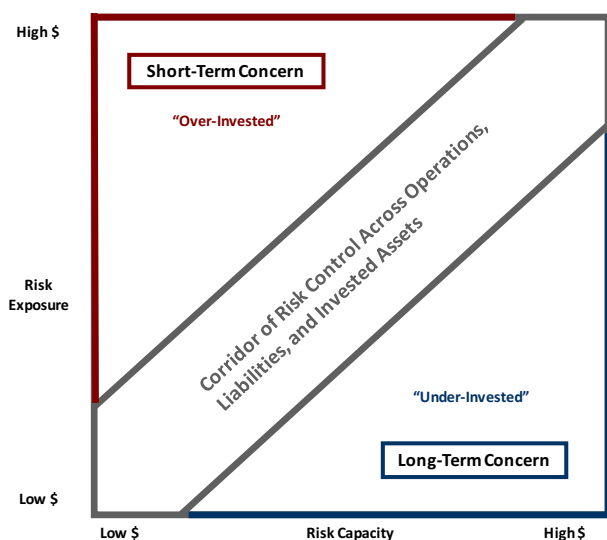 High $
Short-Term Concern
“Over-Invested”
Corridor of Risk Control Across Operations,
Liabilities, and Invested Assets
Risk
Exposure
“Under-Invested”
Long-Term Concern
Low $
Low $
Risk Capacity
High $